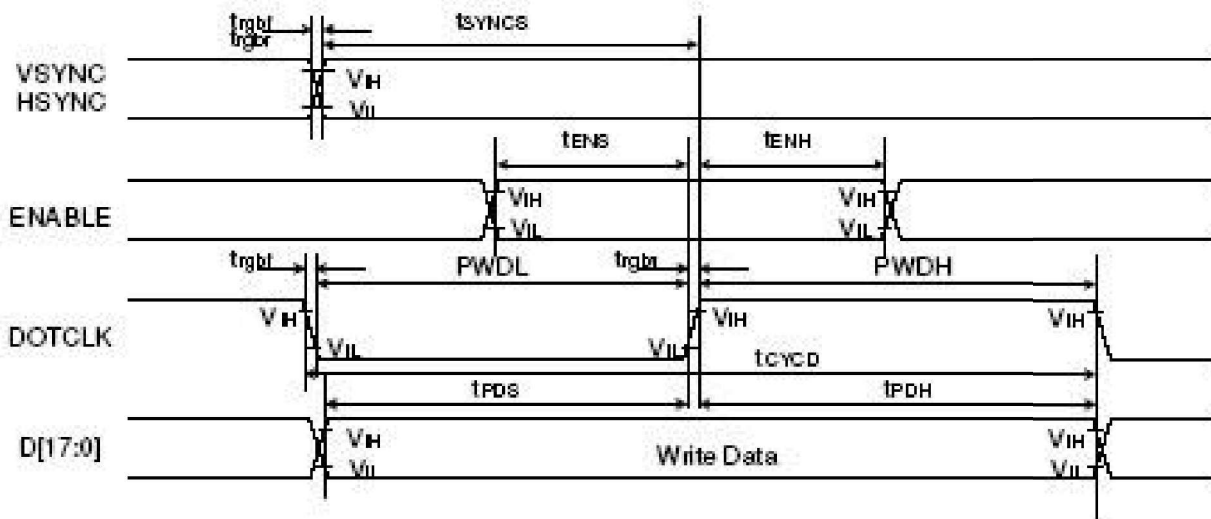 trgbf
trgbr
tSYNCS
VSYNC
HSYNC
VIH
VIL
tENS
tENH
ENABLE
VIH
VIL
VIH
VIL
trgbf
PWDL
trgbr
PWDH
DOTCLK
VIH
VIL
VIL
VIH
VIH
tCYCD
tPDS
tPDH
D[17:0]
VIH
VIL
Write Data
VIH
VIL